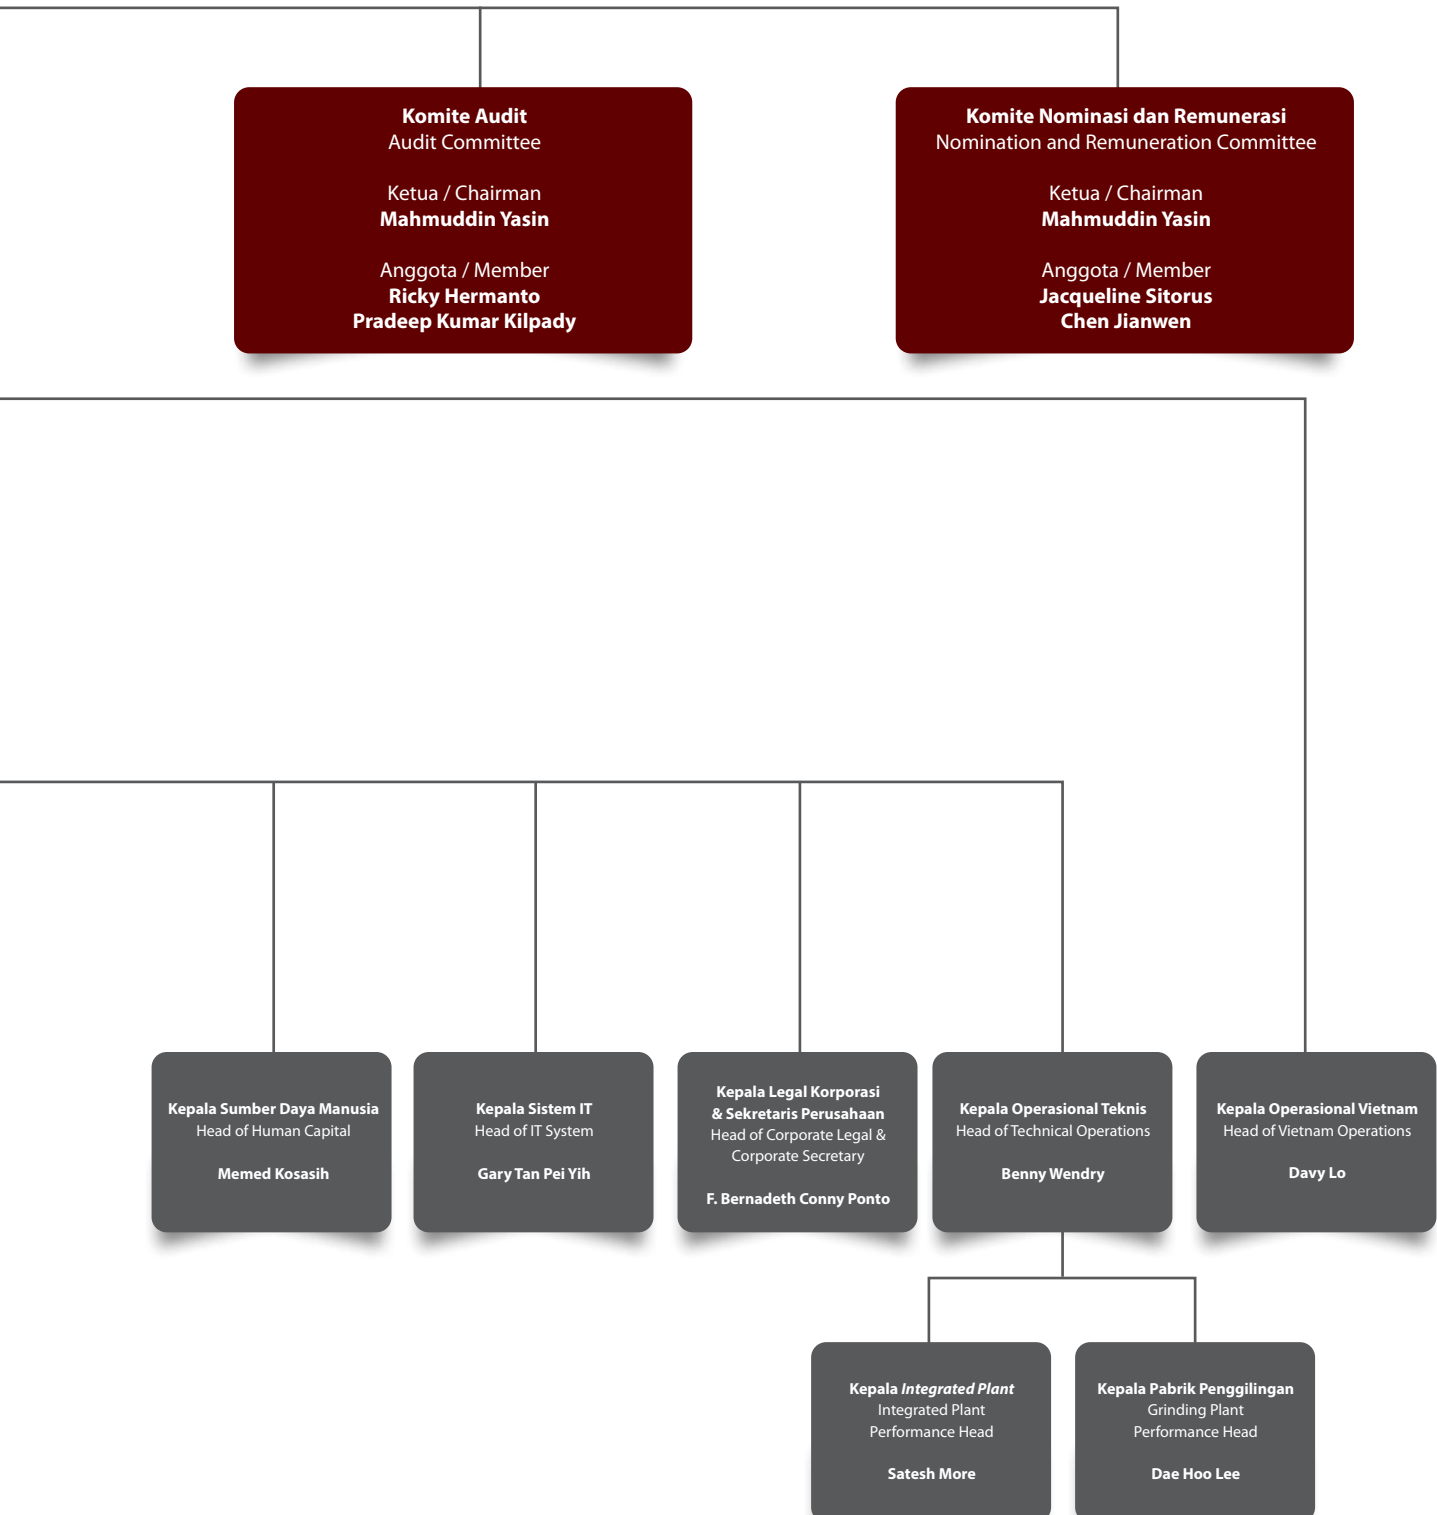 Komite Audit
Audit Committee
Ketua / Chairman
Mahmuddin Yasin
Anggota / Member
Ricky Hermanto
Pradeep Kumar Kilpady
Komite Nominasi dan Remunerasi
Nomination and Remuneration Committee
Ketua / Chairman
Mahmuddin Yasin
Anggota / Member
Jacqueline Sitorus
Chen Jianwen
Kepala Sumber Daya Manusia
Head of Human Capital
Memed Kosasih
Kepala Sistem IT
Head of IT System
Gary Tan Pei Yih
Kepala Legal Korporasi
& Sekretaris Perusahaan
Head of Corporate Legal &
Corporate Secretary
F. Bernadeth Conny Ponto
Kepala Operasional Teknis
Head of Technical Operations
Benny Wendry
Kepala Operasional Vietnam
Head of Vietnam Operations
Davy Lo
Kepala Integrated Plant
Integrated Plant
Performance Head
Satesh More
Kepala Pabrik Penggilingan
Grinding Plant
Performance Head
Dae Hoo Lee